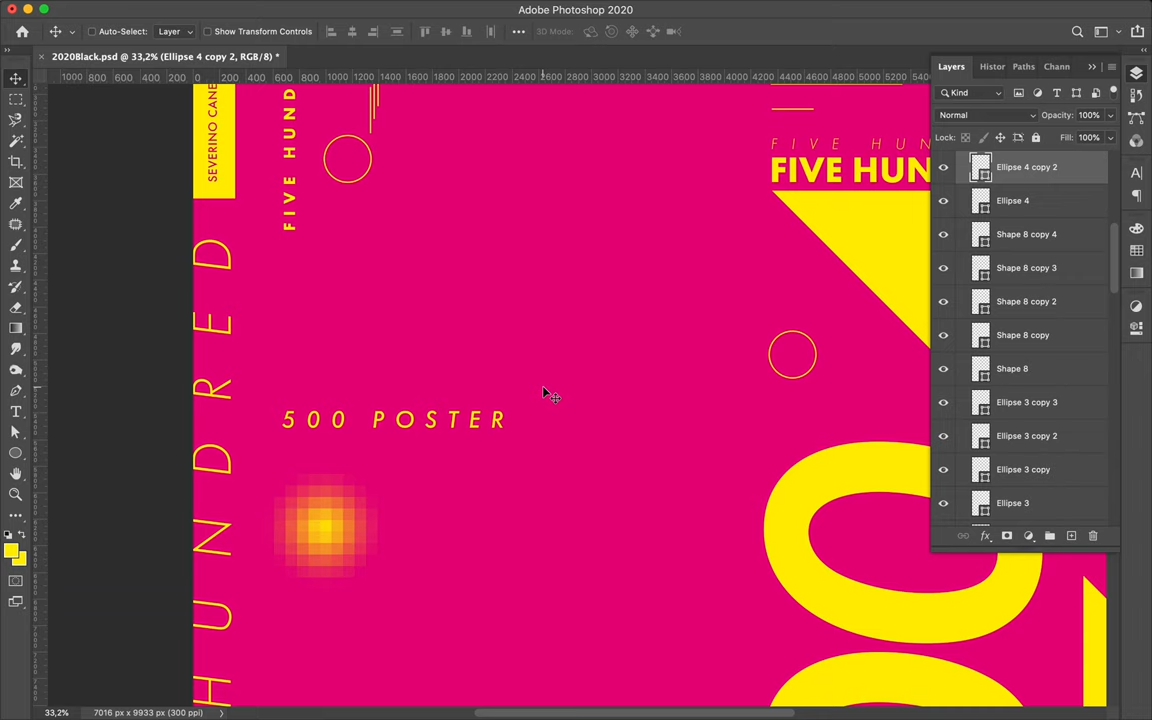 Adobe Photoshop 2020
Auto-Select:
Layer
Show Transform Controls
3D Mode:
2020Black.psd @ 33,2% (Ellipse 4 copy 2, RGB/8) *
1000 800 600 400 200 0 200 400 600 800 1000 1200 1400 1600 1800 2000 2200 2400 2600 2800 3000 3200 3400 3600 3800 4000 4200 4400 4600 4800 5000 5200 5400
Layers
Histor
Paths
Chann
Kind
Normal
Opacity: 100%
Lock:
Fill: 100%
Ellipse 4 copy 2
Ellipse 4
Shape 8 copy 4
Shape 8 copy 3
Shape 8 copy 2
Shape 8 copy
Shape 8
Ellipse 3 copy 3
Ellipse 3 copy 2
Ellipse 3 copy
Ellipse 3
fx
SEVERINO CANE
FIVE HUND
HUNDRED
FIVE HUN
FIVE HUN
500 POSTER
33,2%
7016 px x 9933 px (300 ppi)